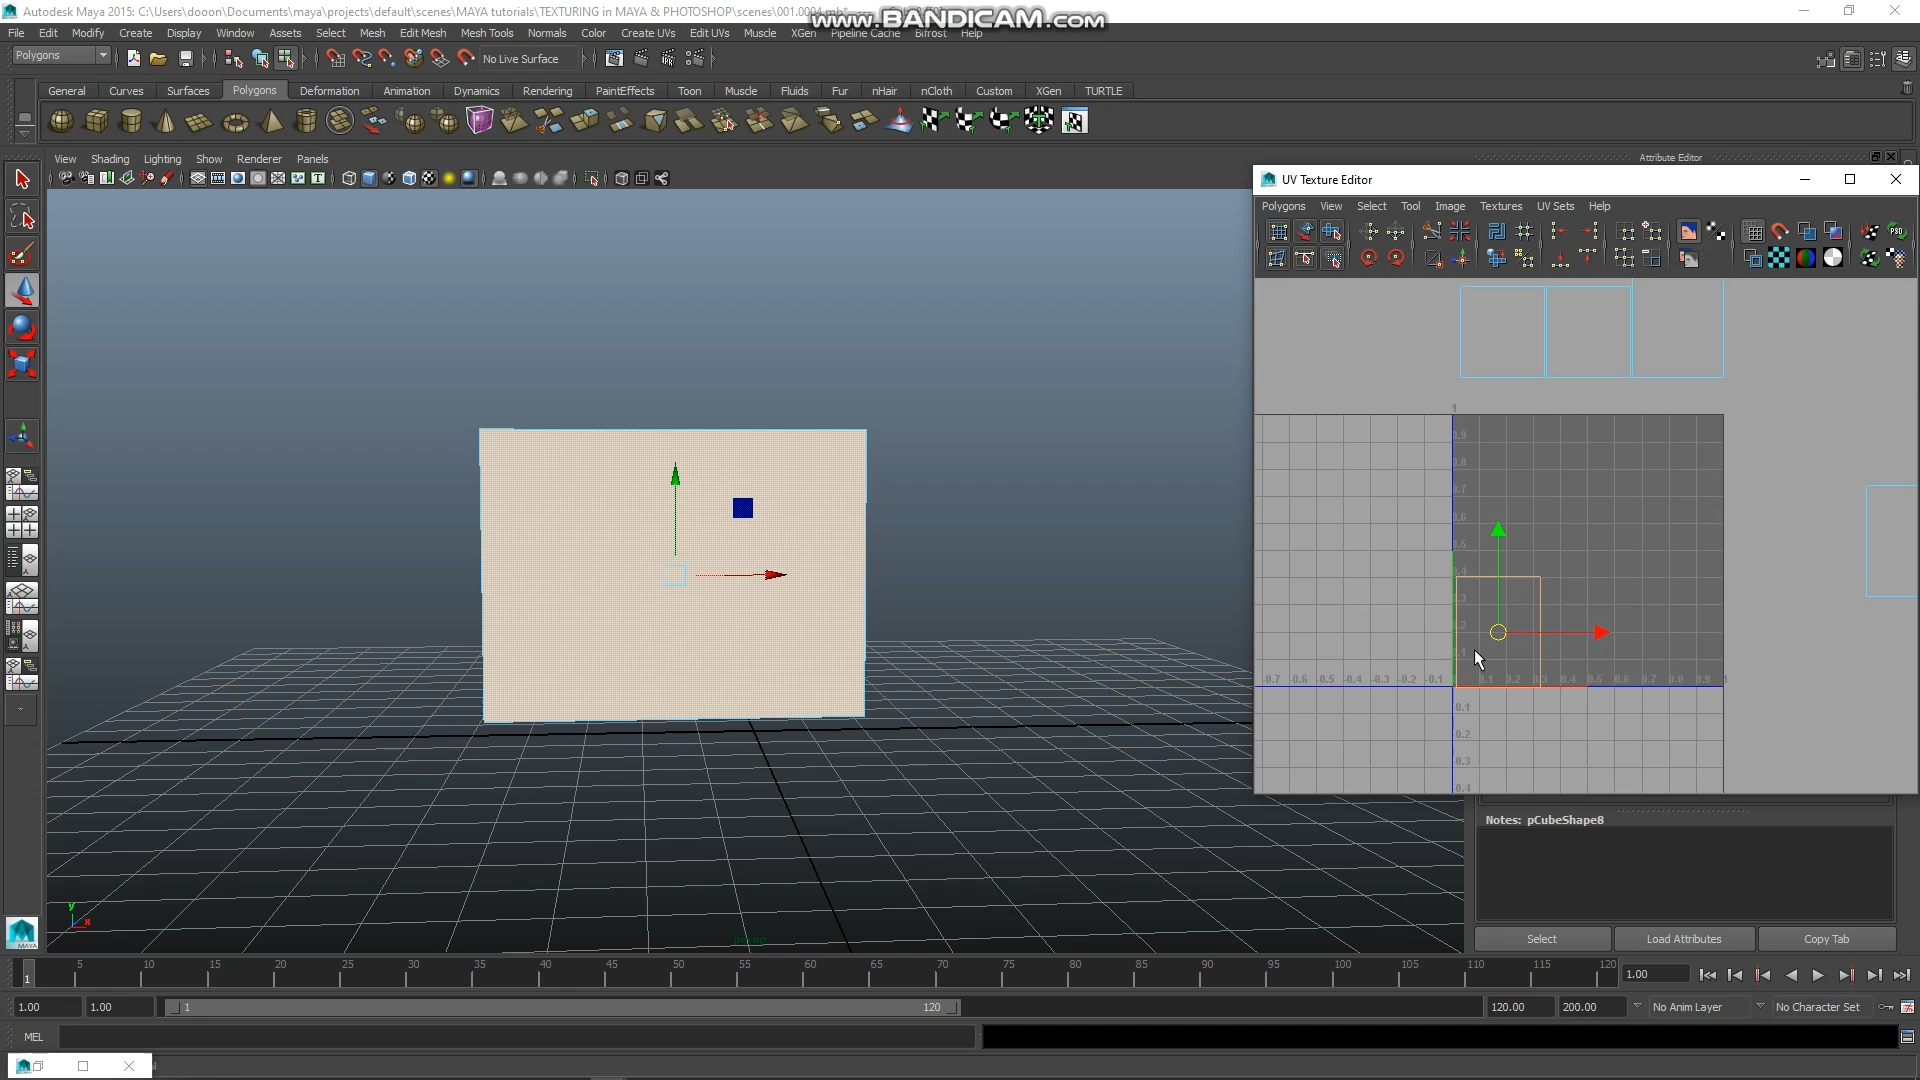 Autodesk Maya 2015: C:\Users\dooon\Documents\maya\projects\default\scenes\MAYA tutorials\TEXTURING in MAYA & PHOTOSHOP\scenes\001.0004.mb*
www.BANDICAM.com
File Edit Modify Create Display Window Assets Select Mesh Edit Mesh Mesh Tools Normals Color Create UVs Edit UVs Muscle XGen Pipeline Cache Bifrost Help
Polygons
No Live Surface
General Curves Surfaces Polygons Deformation Animation Dynamics Rendering PaintEffects Toon Muscle Fluids Fur nHair nCloth Custom XGen TURTLE
View Shading Lighting Show Renderer Panels
Attribute Editor
UV Texture Editor
Polygons View Select Tool Image Textures UV Sets Help
PSD
1
0.9
0.8
0.7
0.6
0.5
0.4
0.3
0.2
0.1
-0.7 -0.6 -0.5 -0.4 -0.3 -0.2 -0.1 0.1 0.2 0.3 0.4 0.5 0.6 0.7 0.8 0.9 1
0.1
0.2
0.3
0.4
Notes: pCubeShape8
y
x
persp
MAYA
Select Load Attributes Copy Tab
1 5 10 15 20 25 30 35 40 45 50 55 60 65 70 75 80 85 90 95 100 105 110 115 120 1.00
1.00 1.00 1 120 120.00 200.00 No Anim Layer No Character Set
MEL